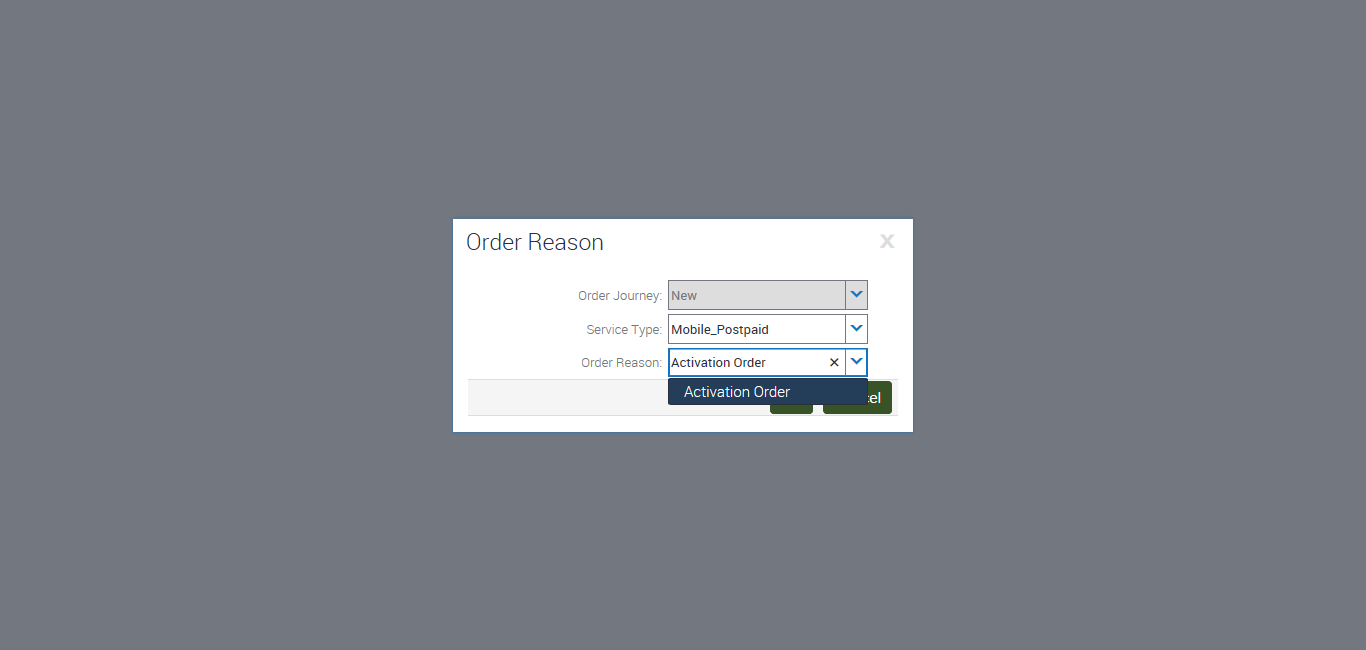 Order Reason X
Order Journey: New
Service Type: Mobile_Postpaid
Order Reason: Activation Order ✕
Activation Order